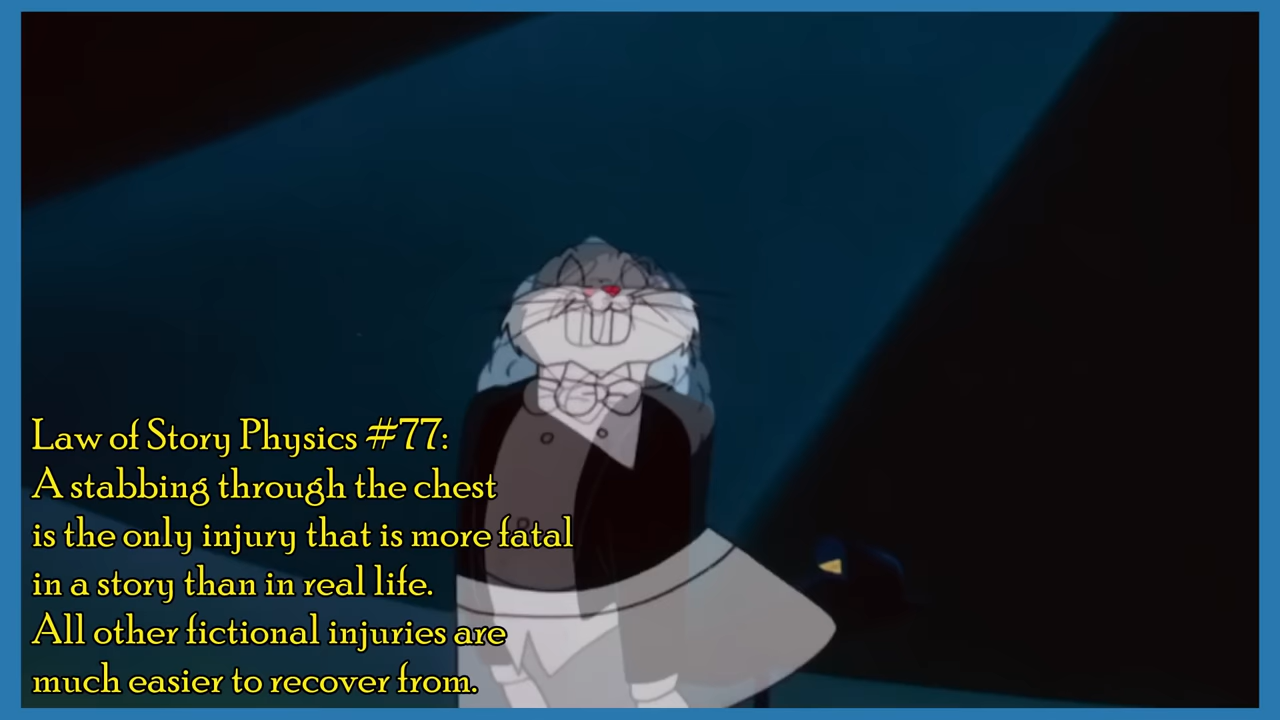 Law of Story Physics #77:
A stabbing through the chest
is the only injury that is more fatal
in a story than in real life.
All other fictional injuries are
much easier to recover from.